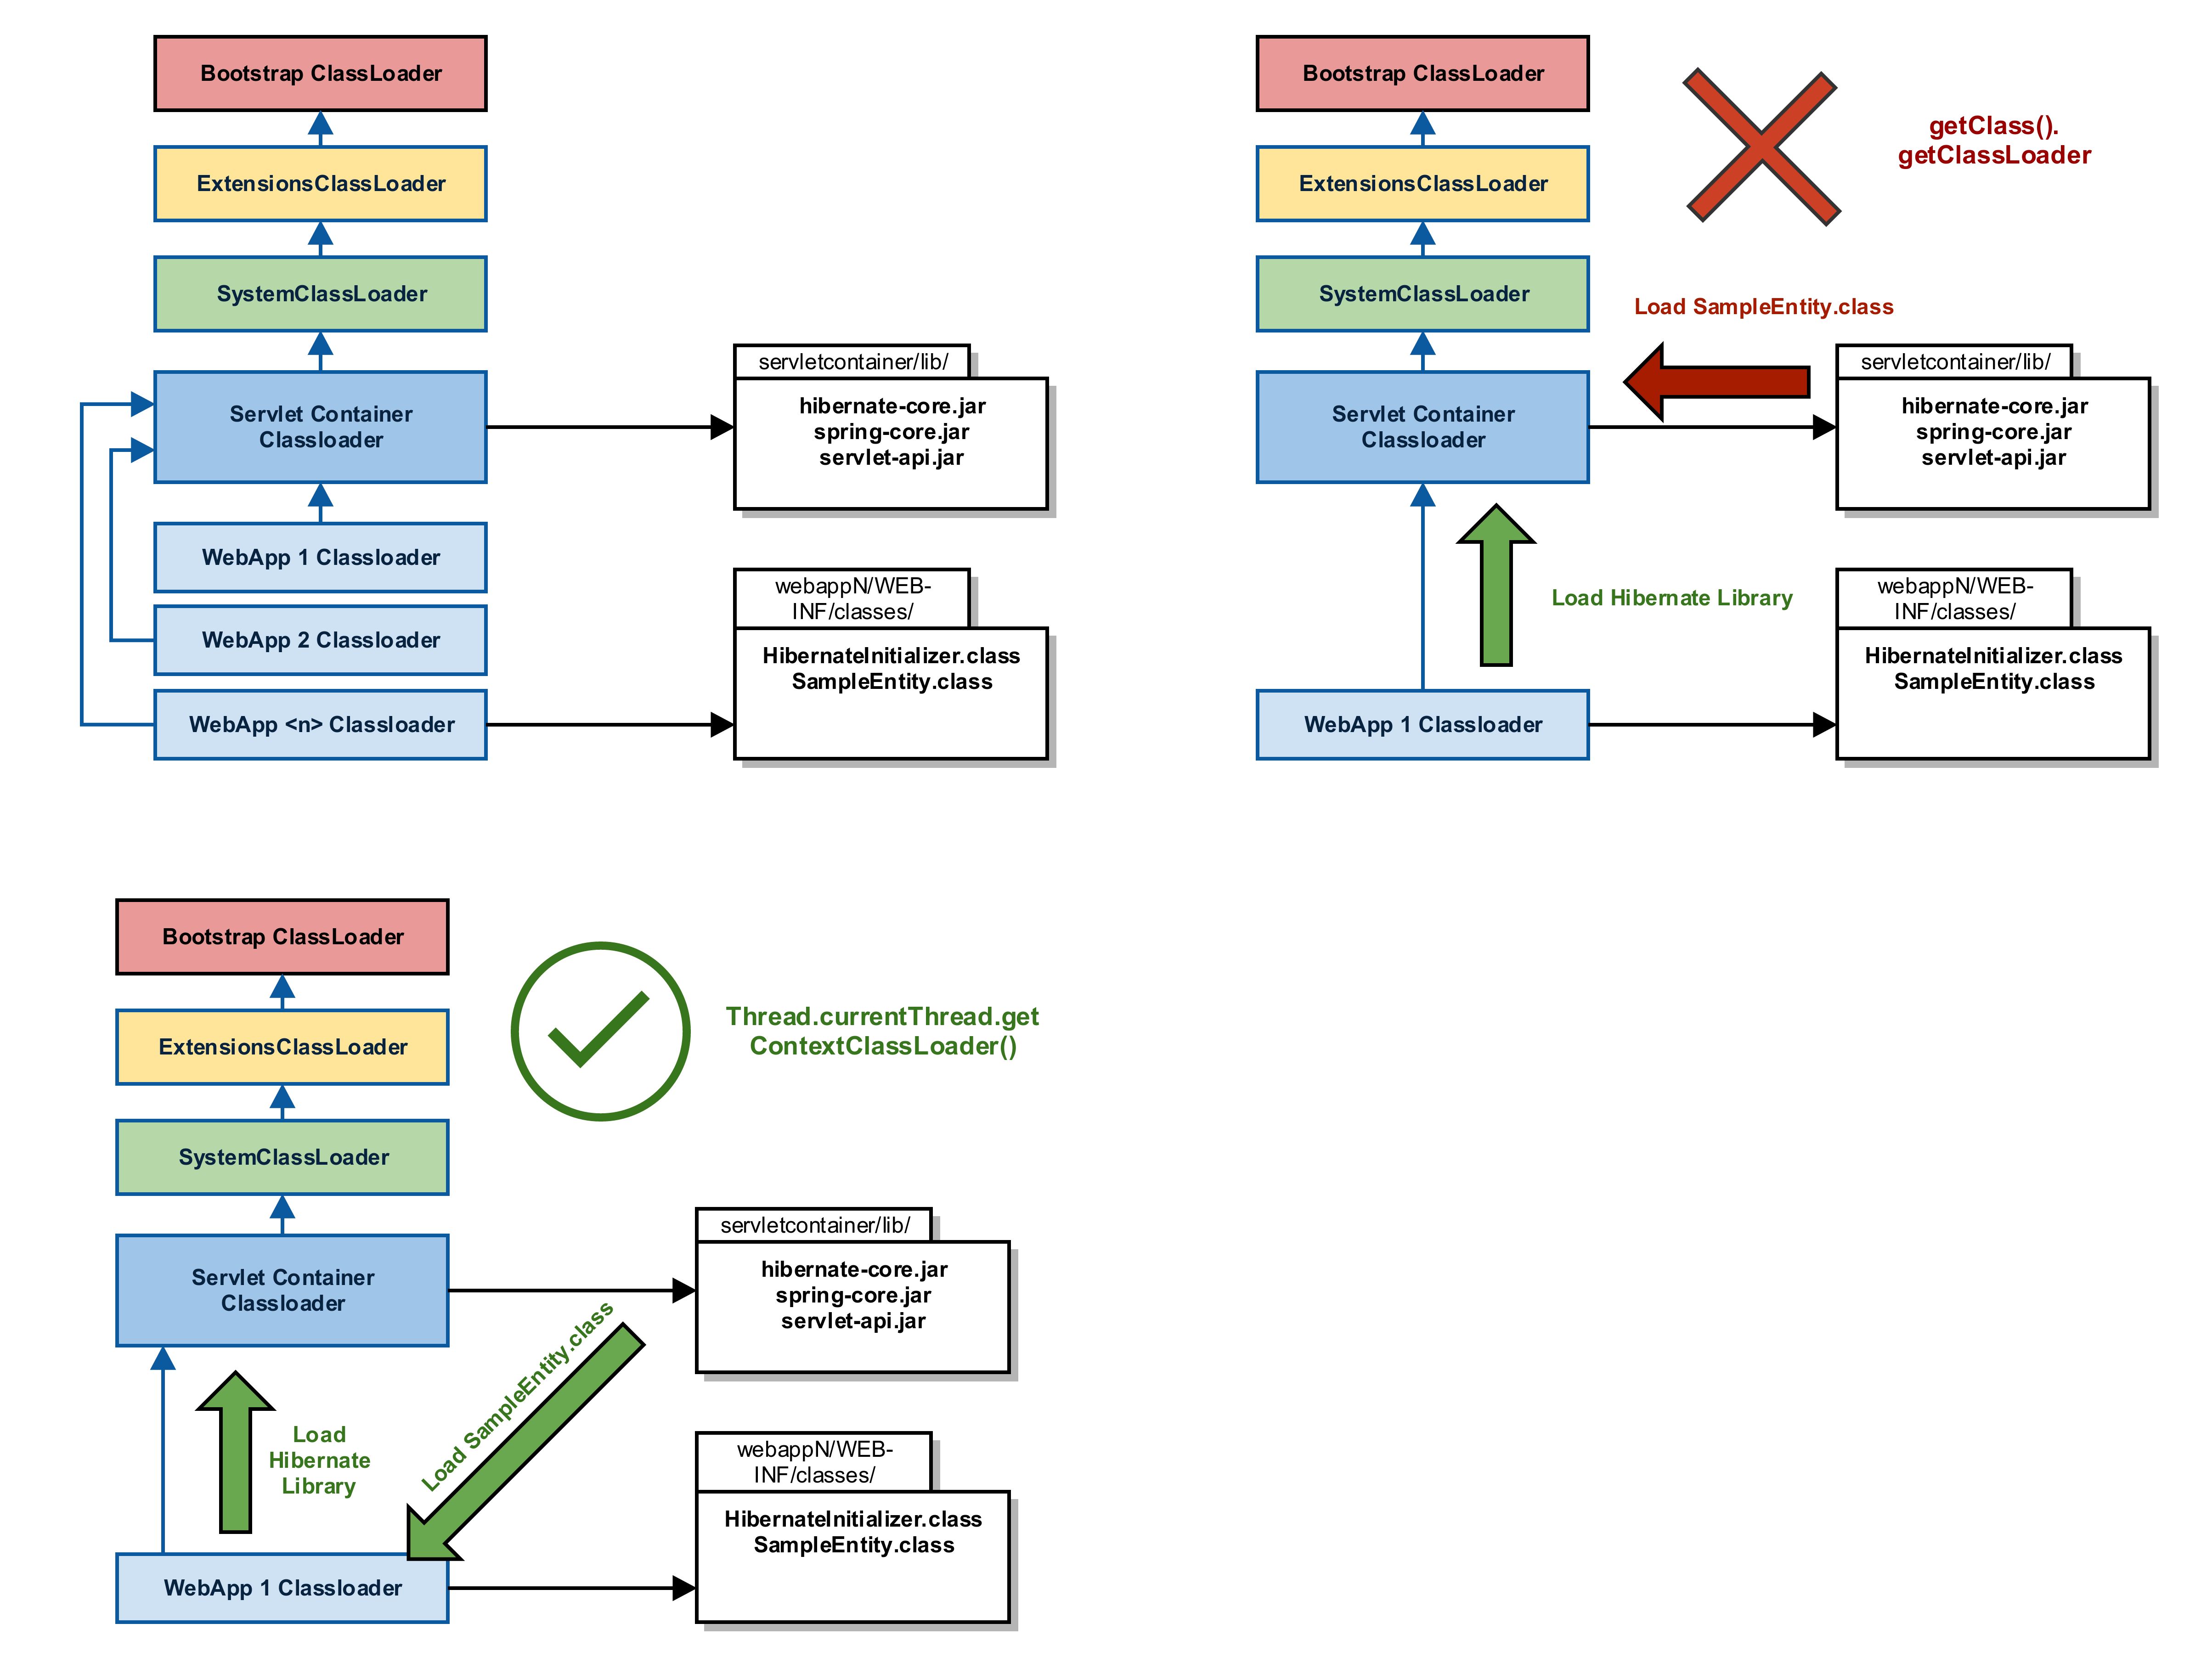 Bootstrap ClassLoader
ExtensionsClassLoader
SystemClassLoader
Servlet Container
Classloader
WebApp 1 Classloader
WebApp 2 Classloader
WebApp <n> Classloader
servletcontainer/lib/
hibernate-core.jar
spring-core.jar
servlet-api.jar
webappN/WEB-
INF/classes/
HibernateInitializer.class
SampleEntity.class
Bootstrap ClassLoader
ExtensionsClassLoader
SystemClassLoader
Servlet Container
Classloader
WebApp 1 Classloader
getClass().
getClassLoader
Load SampleEntity.class
Load Hibernate Library
servletcontainer/lib/
hibernate-core.jar
spring-core.jar
servlet-api.jar
webappN/WEB-
INF/classes/
HibernateInitializer.class
SampleEntity.class
Bootstrap ClassLoader
ExtensionsClassLoader
SystemClassLoader
Servlet Container
Classloader
WebApp 1 Classloader
Thread.currentThread.get
ContextClassLoader()
Load
Hibernate
Library
Load SampleEntity.class
servletcontainer/lib/
hibernate-core.jar
spring-core.jar
servlet-api.jar
webappN/WEB-
INF/classes/
HibernateInitializer.class
SampleEntity.class